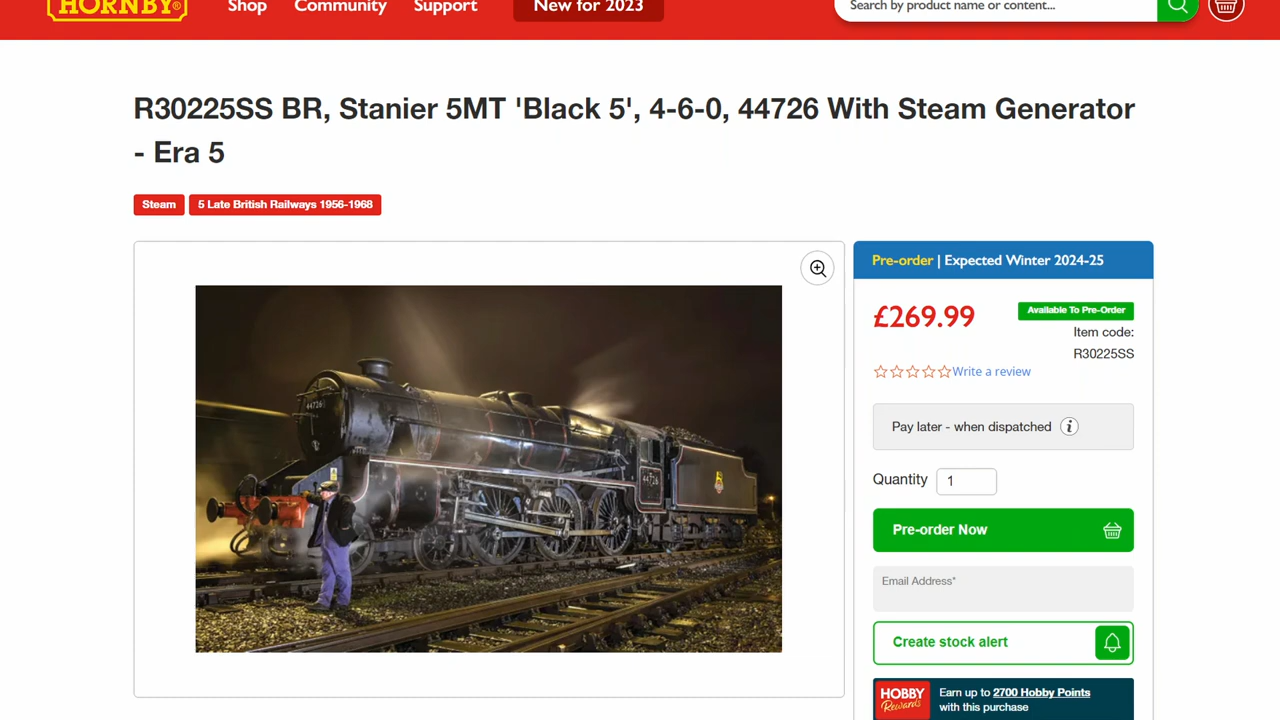 HORNBY®
Shop Community Support New for 2023 Search by product name or content...
R30225SS BR, Stanier 5MT 'Black 5', 4-6-0, 44726 With Steam Generator
- Era 5
Steam 5 Late British Railways 1956-1968
Pre-order | Expected Winter 2024-25
£269.99
Available To Pre-Order
Item code:
R30225SS
Write a review
Pay later - when dispatched i
Quantity 1
Pre-order Now
Email Address*
Create stock alert
HOBBY
Rewards
Earn up to 2700 Hobby Points
with this purchase
44726
44726